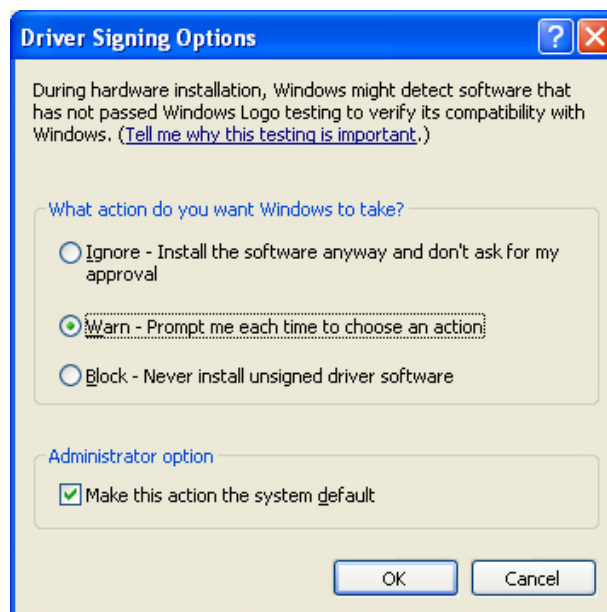 Driver Signing Options
During hardware installation, Windows might detect software that
has not passed Windows Logo testing to verify its compatibility with
Windows. (Tell me why this testing is important.)
What action do you want Windows to take?
Ignore - Install the software anyway and don't ask for my
approval
Warn - Prompt me each time to choose an action
Block - Never install unsigned driver software
Administrator option
Make this action the system default
OK Cancel